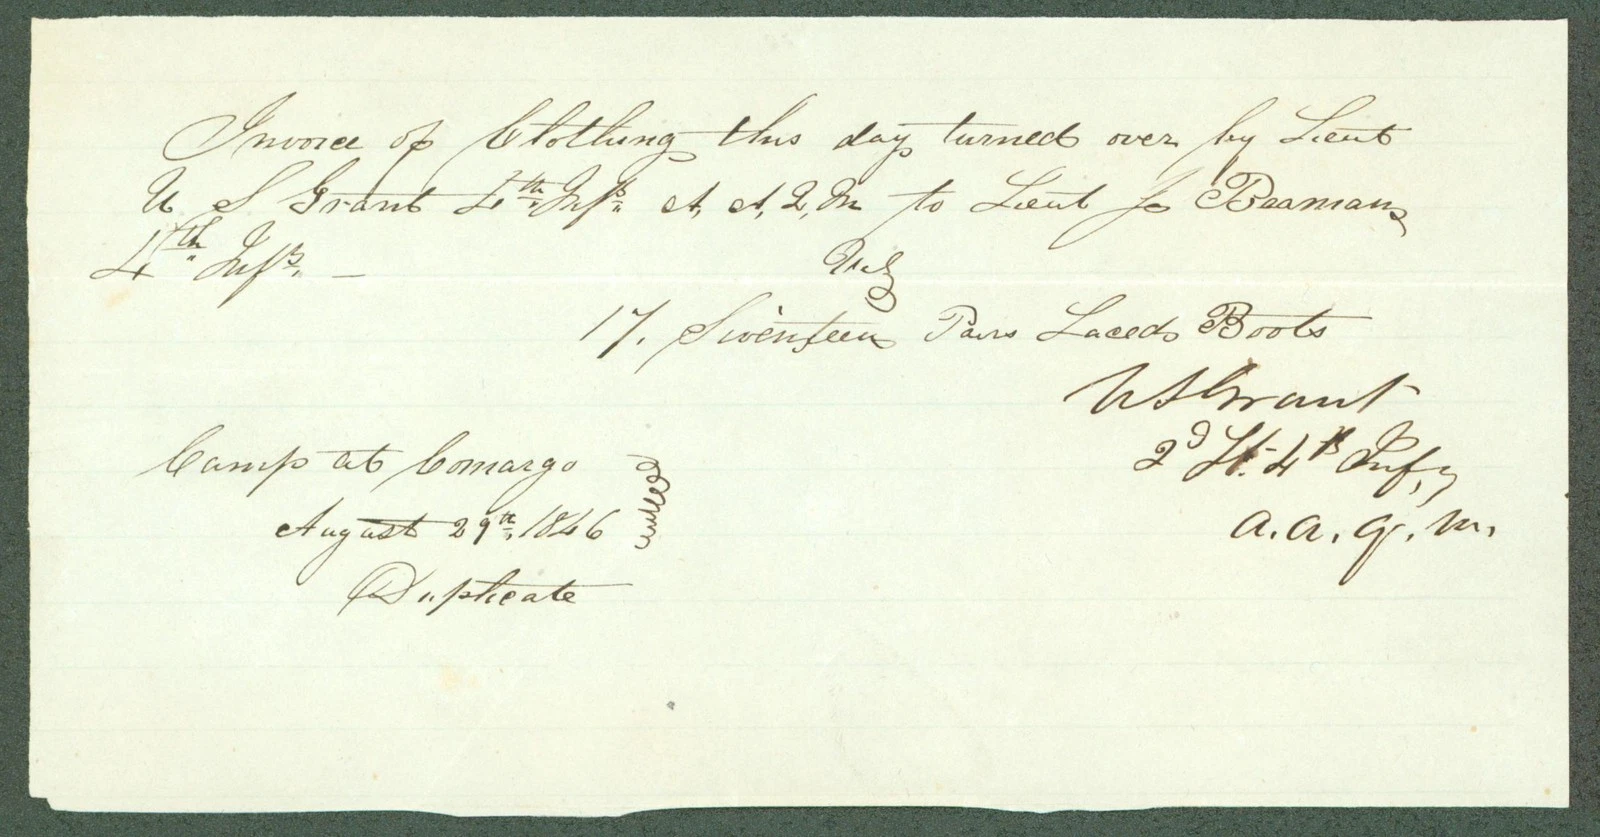 Invoice of Clothing this day turned over by Lieut
U S Grant 4th Infy. A, A, Q, M to Lieut J Beaman
4th Infy. —
Viz
17. Seventeen Pairs Laced Boots
U S Grant
2d Lt. 4th Infy
a. a. q. m.
Camp at Comargo
August 29th, 1846
Duplicate